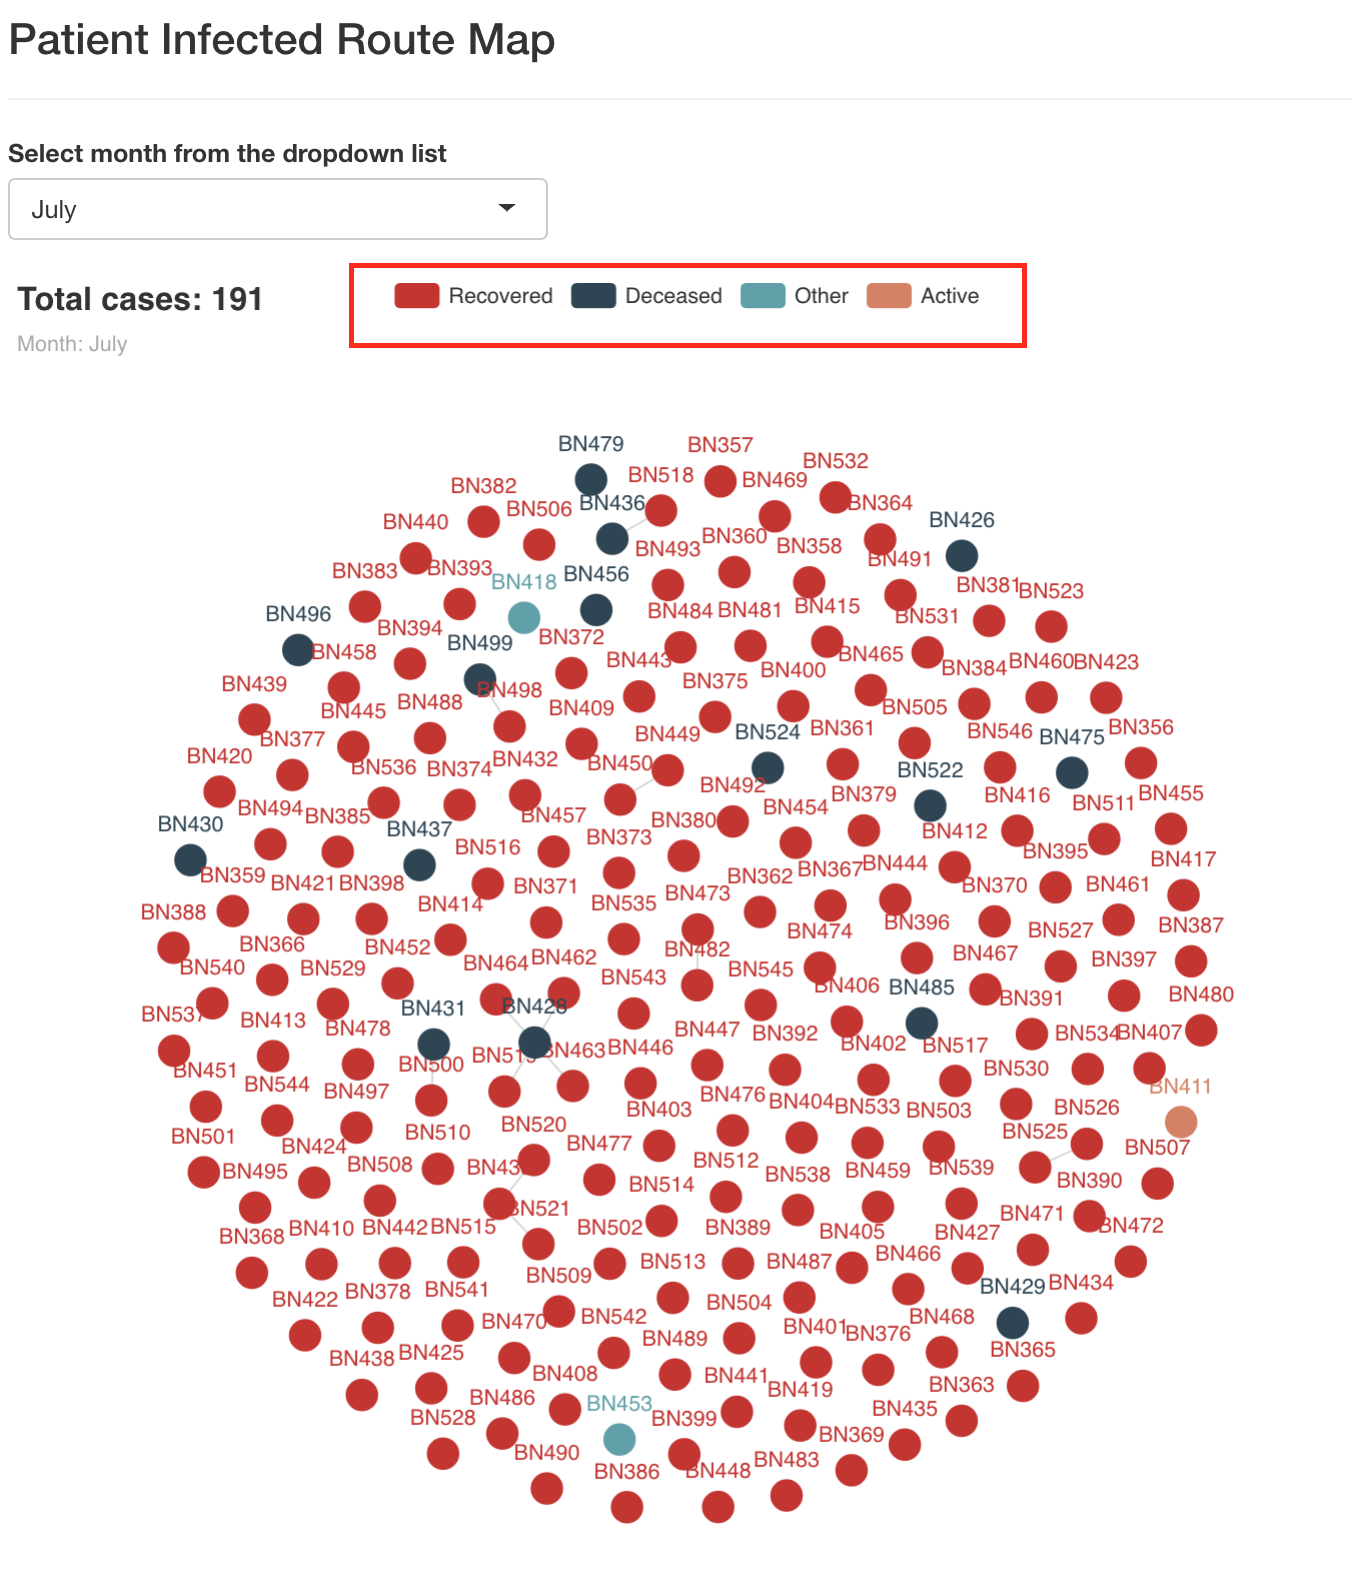 Patient Infected Route Map
Select month from the dropdown list
July
Total cases: 191
Recovered Deceased Other Active
Month: July
BN479 BN357
BN532
BN518 BN469
BN382
BN436 BN364
BN506
BN440 BN426
BN360
BN493 BN358
BN491
BN383 BN393
BN418 BN456
BN381 BN523
BN496 BN484 BN481 BN415
BN531
BN394
BN499 BN372
BN458 BN443 BN465
BN400 BN384 BN460 BN423
BN439 BN375
BN498
BN445 BN488 BN409 BN505
BN377 BN449 BN524 BN361 BN546 BN475 BN356
BN420 BN432 BN450
BN536 BN374 BN522
BN492 BN379 BN416 BN455
BN494 BN385 BN457 BN454 BN511
BN430 BN437 BN380 BN412
BN516 BN373 BN395 BN417
BN359 BN421 BN398 BN371 BN362 BN367 BN444 BN370 BN461
BN414 BN535 BN473
BN388 BN396 BN387
BN366 BN452 BN482 BN474 BN527
BN540 BN529 BN464 BN462 BN543 BN545 BN467 BN397
BN406 BN485 BN391 BN480
BN431 BN428
BN413 BN478 BN447 BN392 BN534 BN407
BN463 BN446 BN402 BN517
BN451 BN500 BN530
BN544 BN497 BN476 BN411
BN403 BN404 BN533 BN503 BN526
BN501 BN424 BN510 BN520 BN477 BN525 BN507
BN495 BN508 BN512 BN538 BN459 BN539
BN514 BN390
BN521 BN471
BN368 BN410 BN442 BN515 BN502 BN389 BN405 BN427 BN472
BN513 BN487 BN466
BN422 BN378 BN541 BN509 BN429 BN434
BN504
BN470 BN542 BN489 BN401 BN376 BN468
BN438 BN425 BN365
BN408 BN441 BN419 BN363
BN486 BN453
BN528 BN399 BN435
BN490 BN369
BN386 BN448 BN483